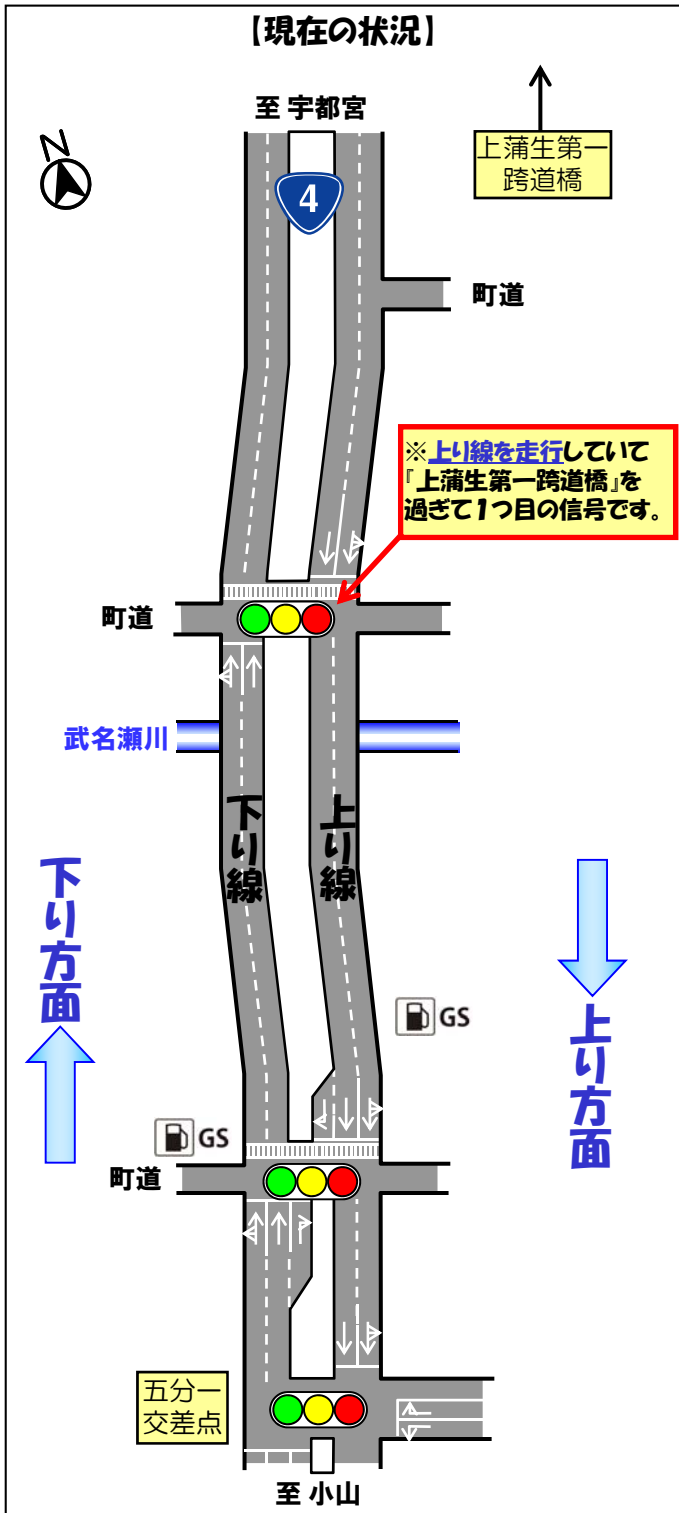 【現在の状況】
至 宇都宮
N
上蒲生第一
跨道橋
4
町道
※上り線を走行していて
『上蒲生第一跨道橋』を
過ぎて1つ目の信号です。
町道
武名瀬川
下り線
上り線
下り方面
上り方面
GS
GS
町道
五分一
交差点
至 小山